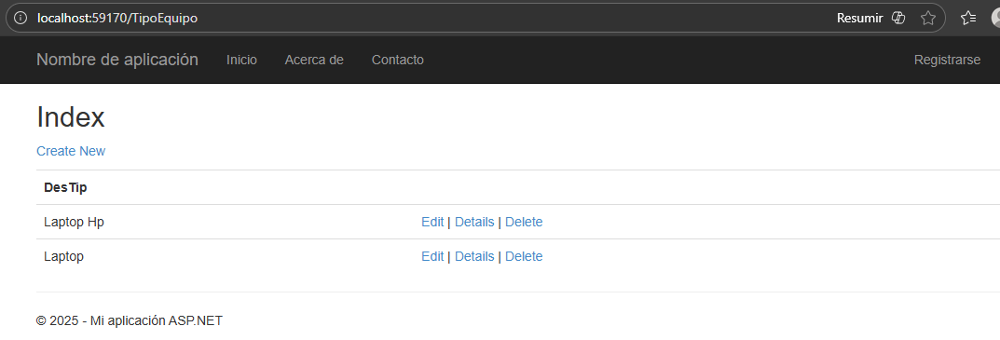 localhost:59170/TipoEquipo Resumir
Nombre de aplicación Inicio Acerca de Contacto Registrarse
Index
Create New
DesTip
Laptop Hp Edit | Details | Delete
Laptop Edit | Details | Delete
© 2025 - Mi aplicación ASP.NET